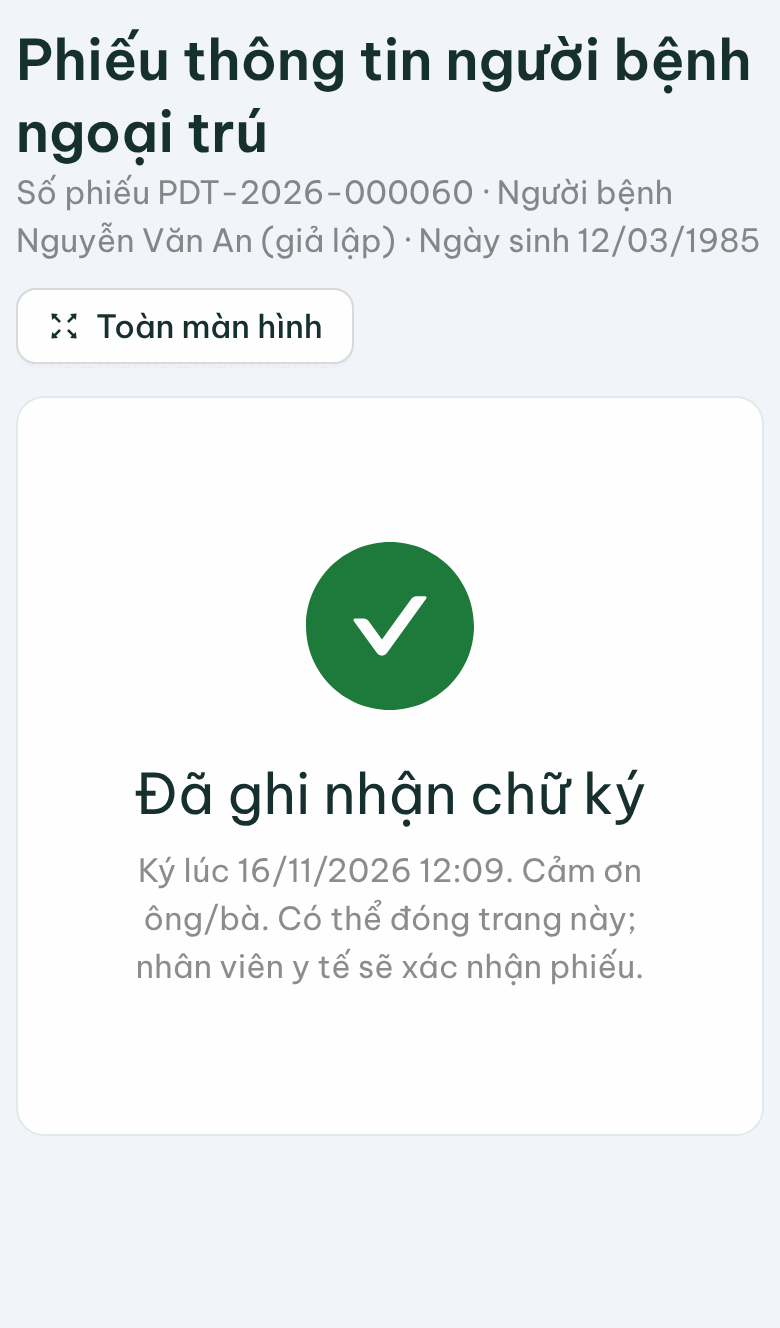 Phiếu thông tin người bệnh
ngoại trú
Số phiếu PDT-2026-000060 · Người bệnh
Nguyễn Văn An (giả lập) · Ngày sinh 12/03/1985
Toàn màn hình
Đã ghi nhận chữ ký
Ký lúc 16/11/2026 12:09. Cảm ơn
ông/bà. Có thể đóng trang này;
nhân viên y tế sẽ xác nhận phiếu.